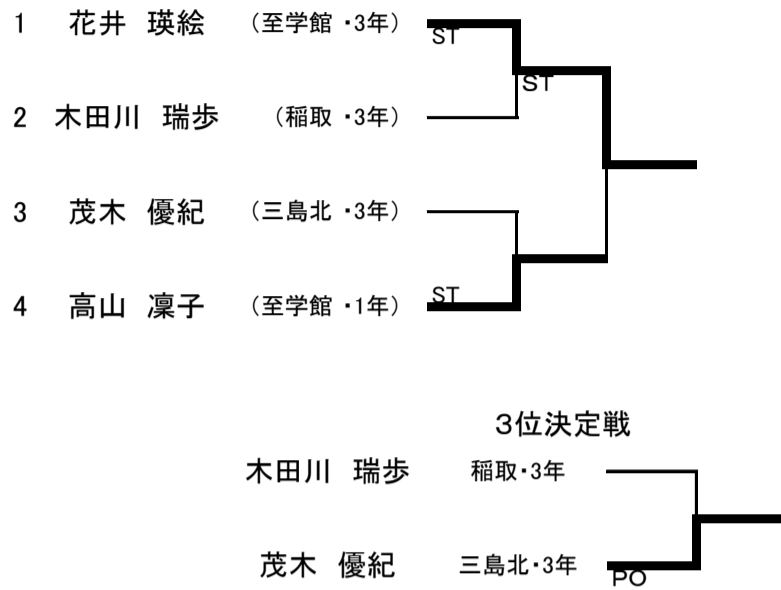 1 花井 瑛絵 （至学館 ・3年） ST
ST
2 木田川 瑞歩 （稲取 ・3年）
3 茂木 優紀 （三島北 ・3年）
4 高山 凜子 （至学館 ・1年） ST
３位決定戦
木田川 瑞歩 稲取・3年
茂木 優紀 三島北・3年 PO